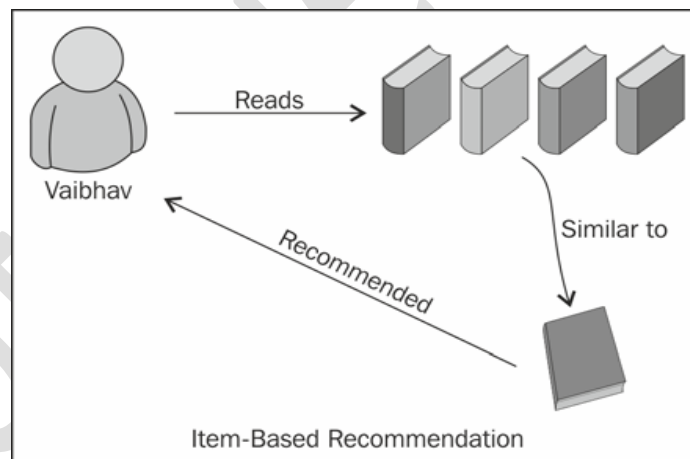 Reads
Vaibhav
Similar to
Recommended
Item-Based Recommendation